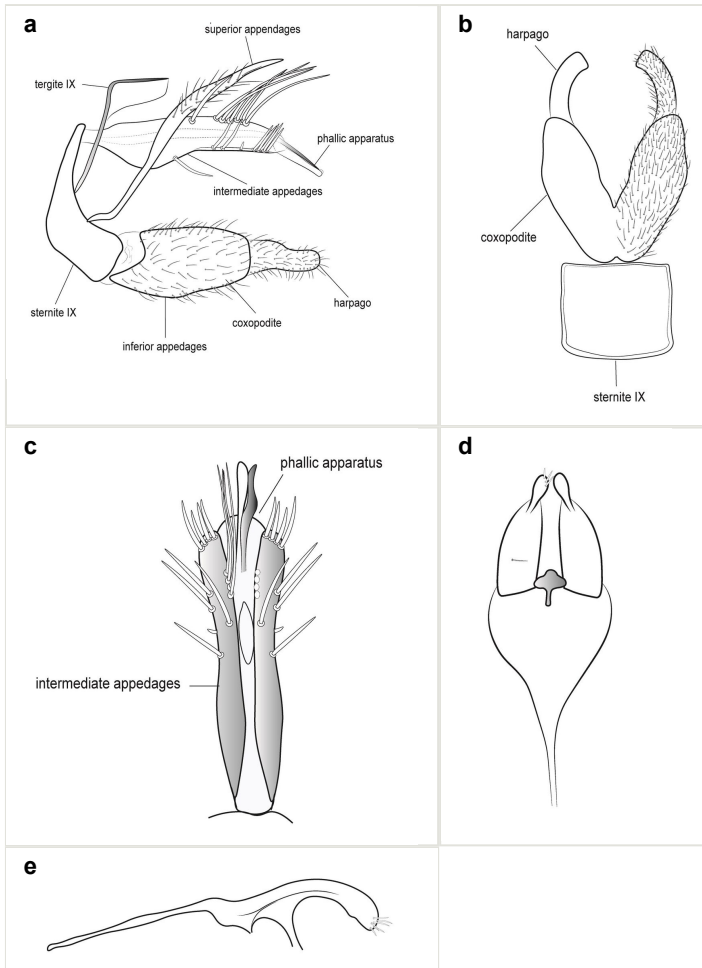 a
superior appendages
tergite IX
phallic apparatus
intermediate appedages
harpago
coxopodite
sternite IX
inferior appedages
b
harpago
coxopodite
sternite IX
c
phallic apparatus
intermediate appedages
d
e